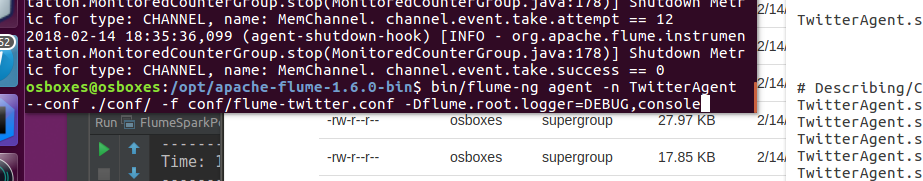 tation.MonitoredCounterGroup.stop(MonitoredCounterGroup.java:178)] Shutdown Metr
ic for type: CHANNEL, name: MemChannel. channel.event.take.attempt == 12
2018-02-14 18:35:36,099 (agent-shutdown-hook) [INFO - org.apache.flume.instrumen
tation.MonitoredCounterGroup.stop(MonitoredCounterGroup.java:178)] Shutdown Metr
ic for type: CHANNEL, name: MemChannel. channel.event.take.success == 0
osboxes@osboxes:/opt/apache-flume-1.6.0-bin$ bin/flume-ng agent -n TwitterAgent
--conf ./conf/ -f conf/flume-twitter.conf -Dflume.root.logger=DEBUG,console
52
Run FlumeSparkPo
Time: 1
-rw-r--r-- osboxes supergroup 27.97 KB 2/14/
-rw-r--r-- osboxes supergroup 17.85 KB 2/14/
2/14/
2/14/
TwitterAgent.s
# Describing/C
TwitterAgent.s
TwitterAgent.s
TwitterAgent.s
TwitterAgent.s
TwitterAgent.s